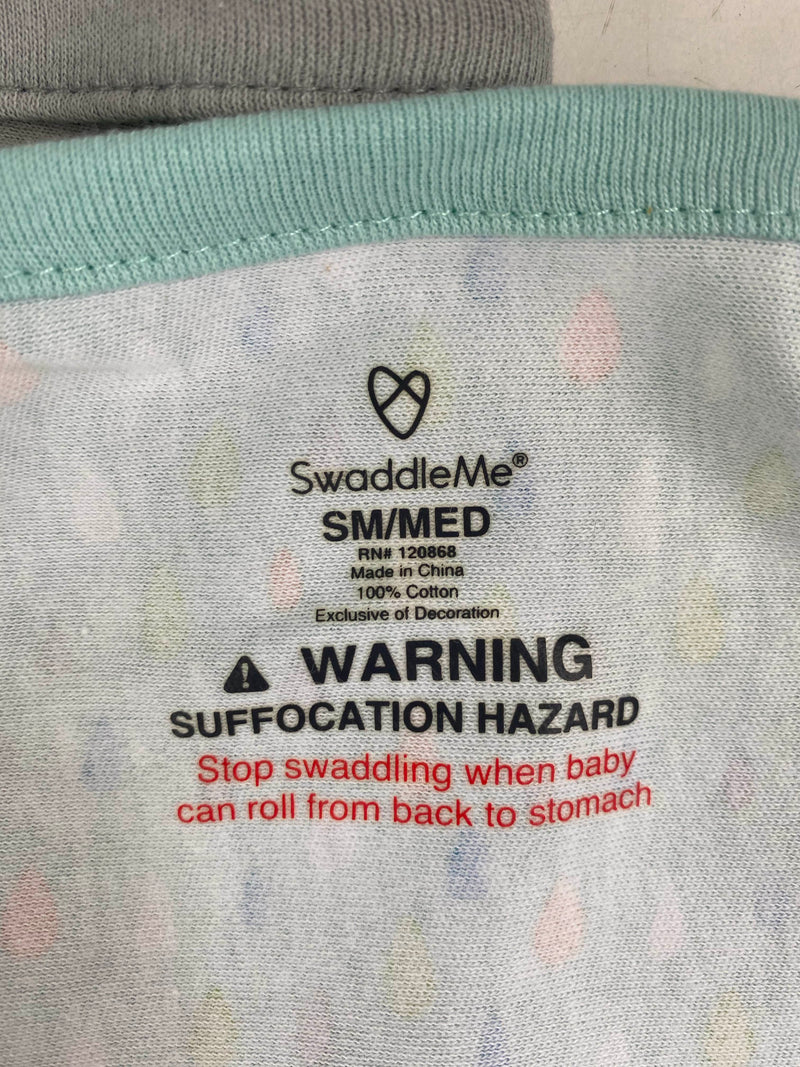 SwaddleMe®
SM/MED
RN# 120868
Made in China
100% Cotton
Exclusive of Decoration
WARNING
SUFFOCATION HAZARD
Stop swaddling when baby
can roll from back to stomach